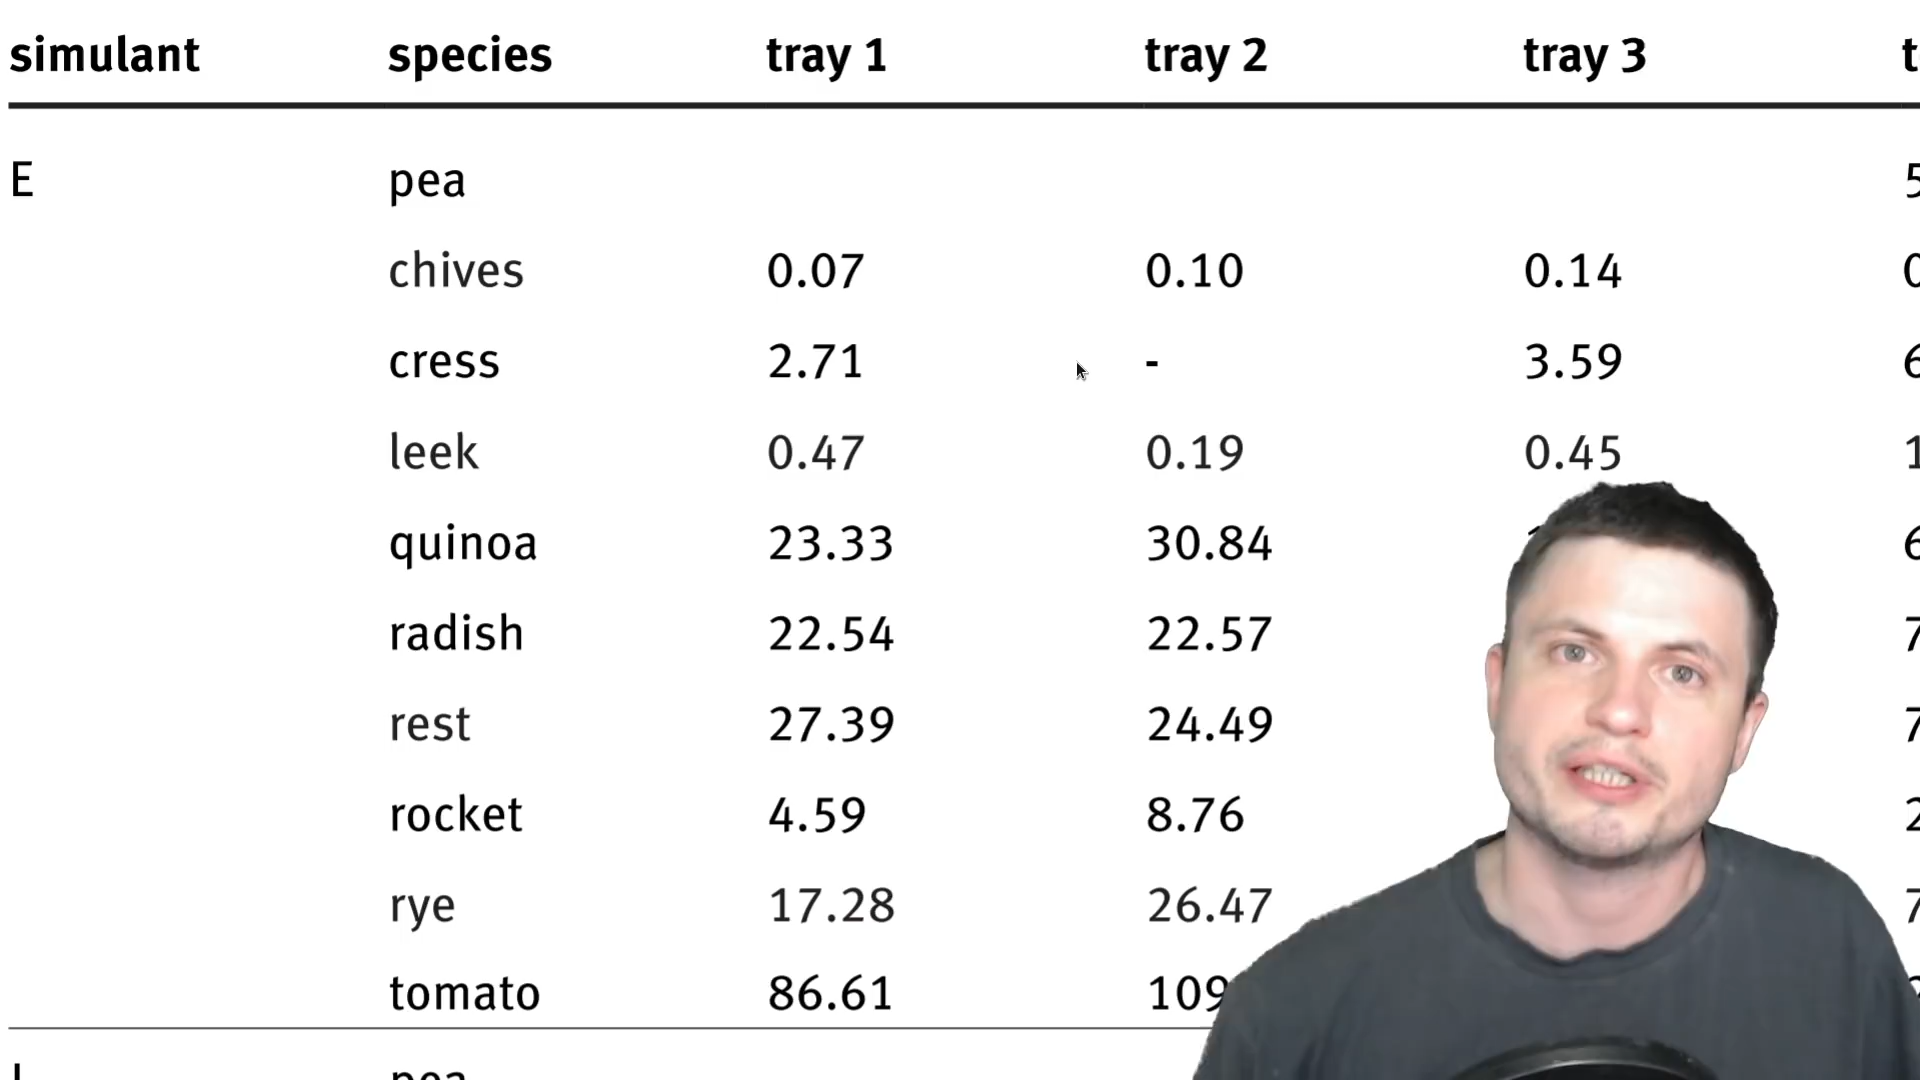 simulant species tray 1 tray 2 tray 3
E pea
chives 0.07 0.10 0.14
cress 2.71 - 3.59
leek 0.47 0.19 0.45
quinoa 23.33 30.84
radish 22.54 22.57
rest 27.39 24.49
rocket 4.59 8.76
rye 17.28 26.47
tomato 86.61 109
pea